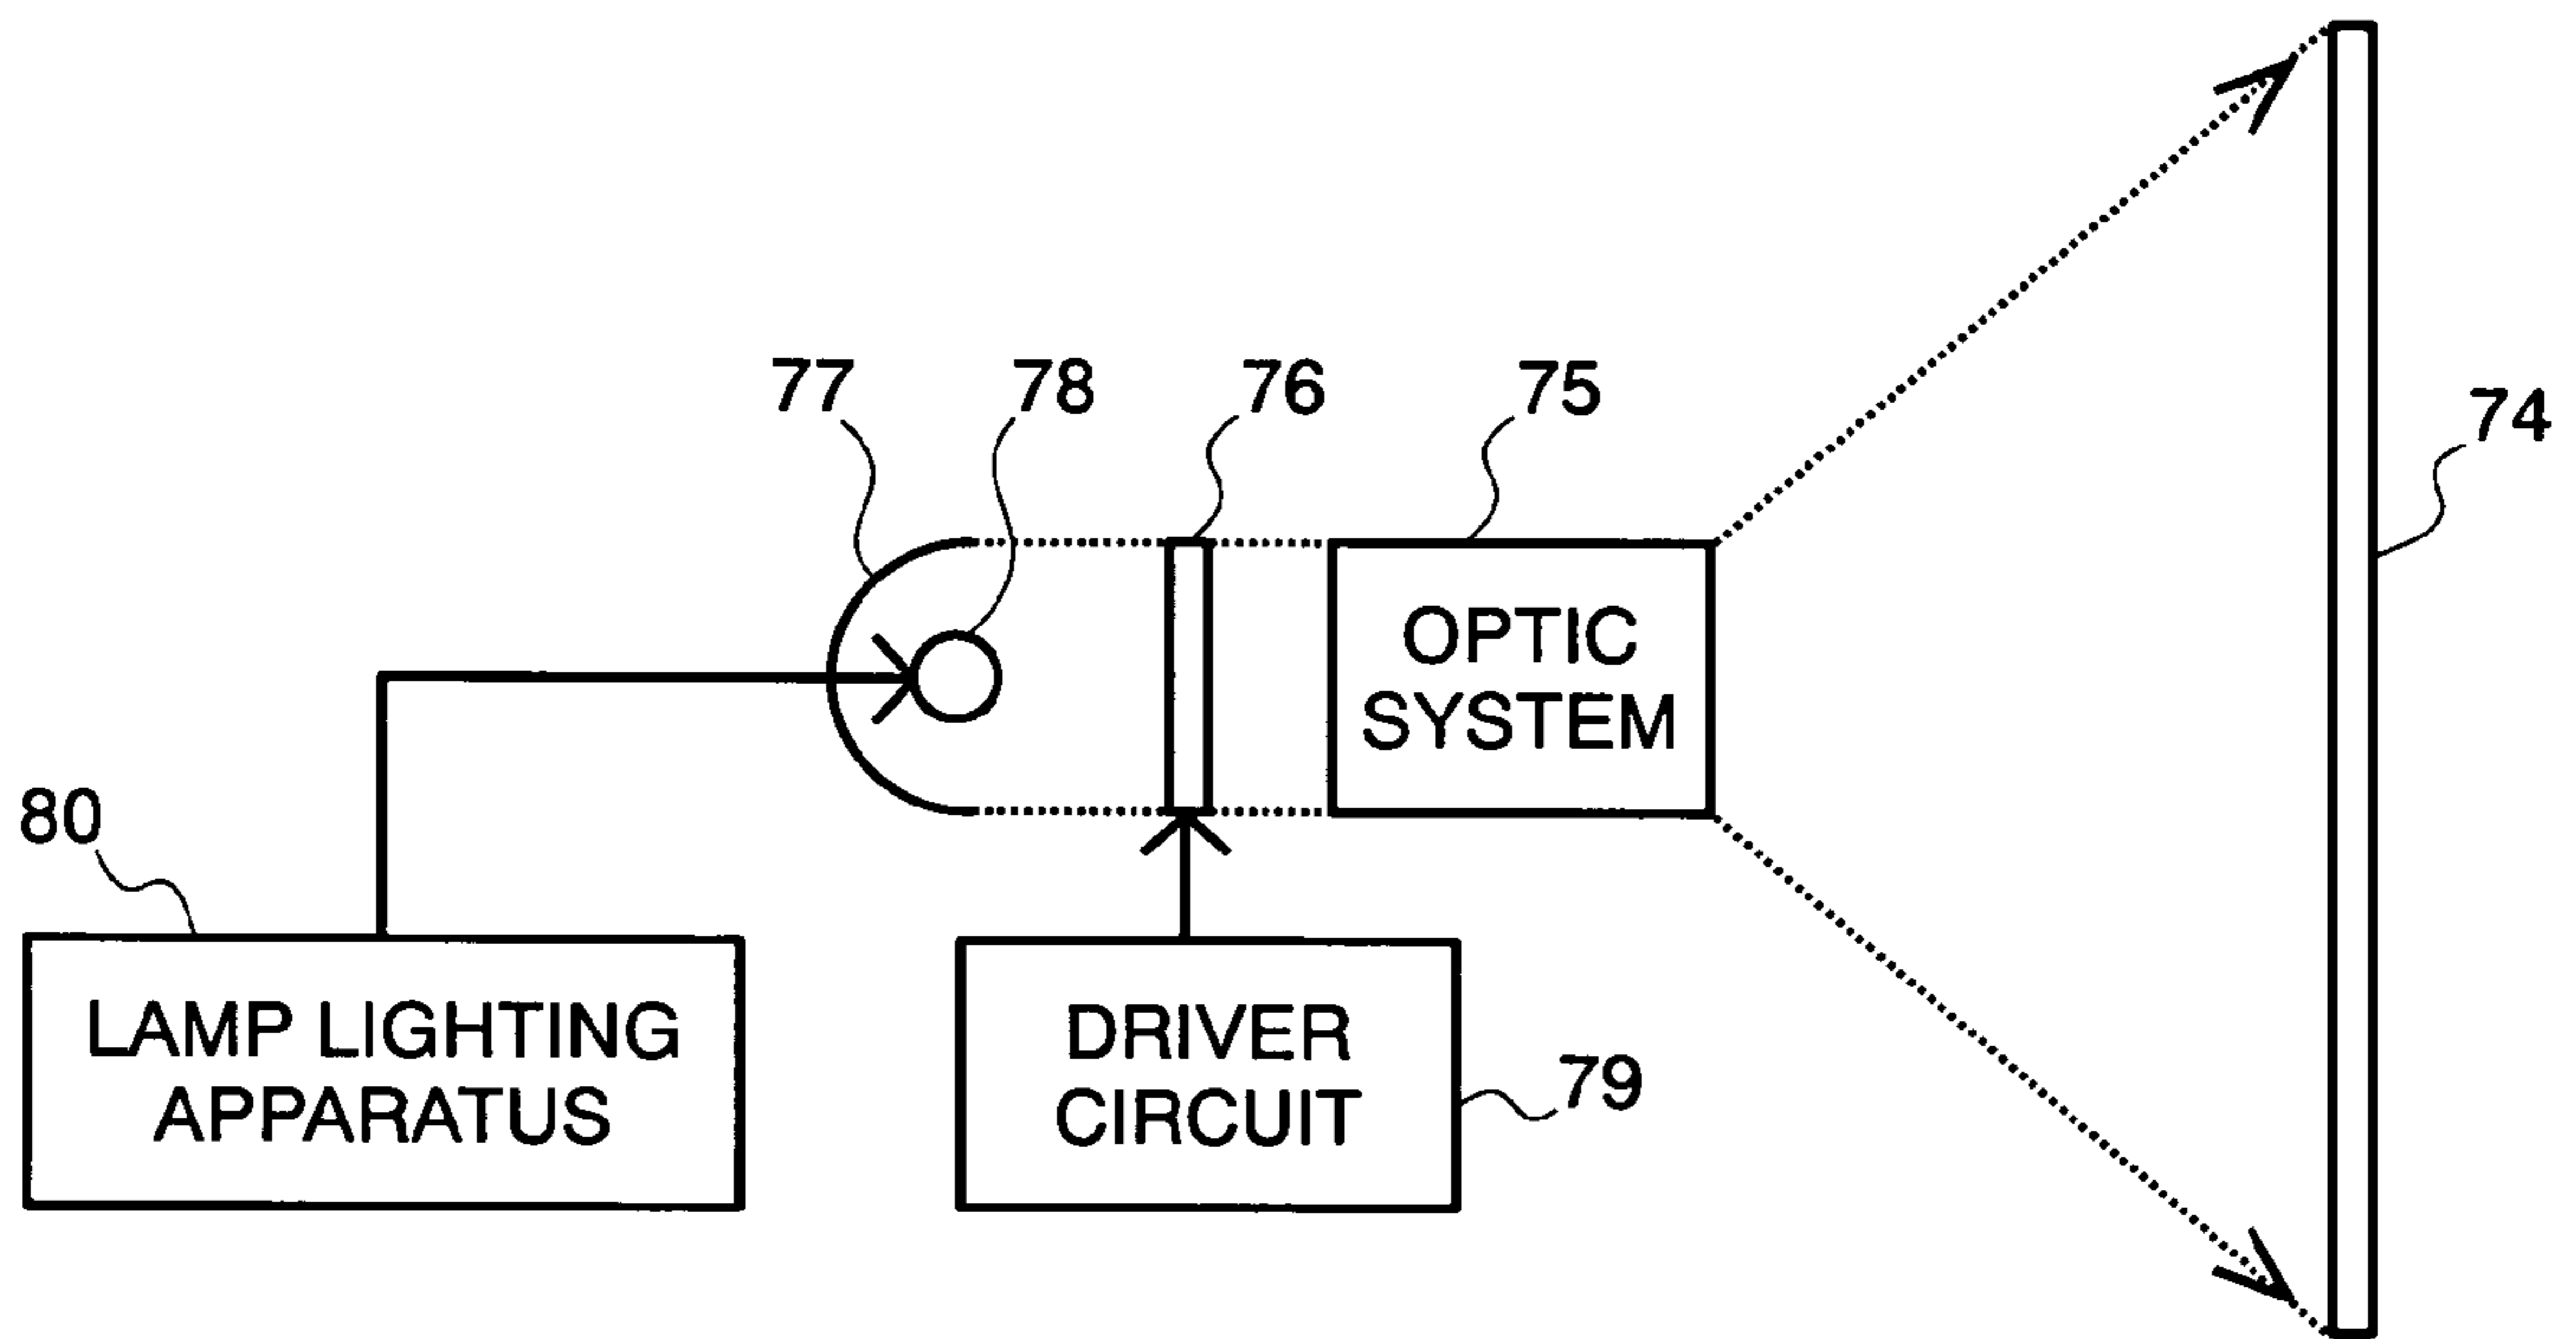 77
78
76
75
74
OPTIC
SYSTEM
80
LAMP LIGHTING
APPARATUS
DRIVER
CIRCUIT
79